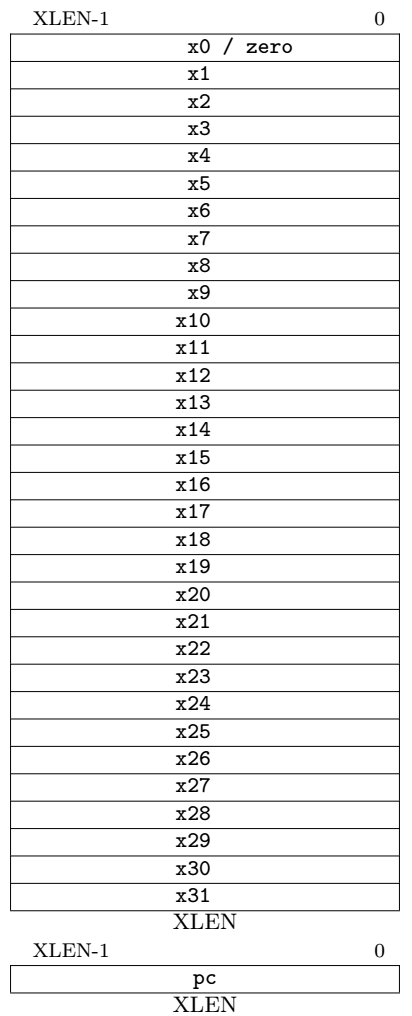 XLEN-1 0
x0 / zero
x1
x2
x3
x4
x5
x6
x7
x8
x9
x10
x11
x12
x13
x14
x15
x16
x17
x18
x19
x20
x21
x22
x23
x24
x25
x26
x27
x28
x29
x30
x31
XLEN
XLEN-1 0
pc
XLEN